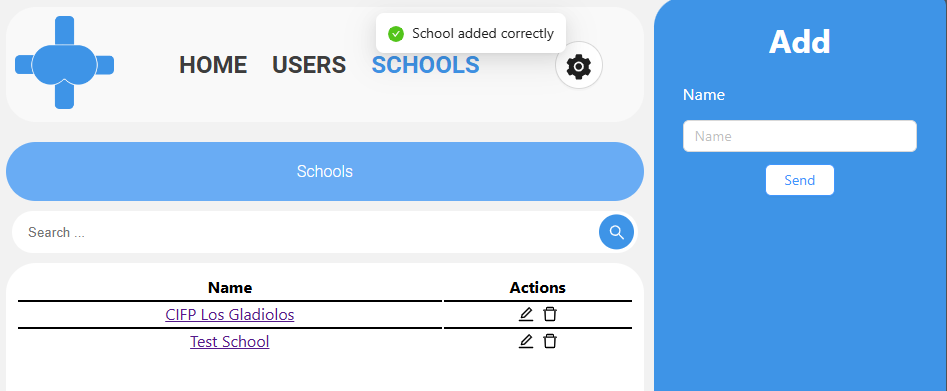 School added correctly
HOME USERS SCHOOLS
Schools
Search ...
Name Actions
CIFP Los Gladiolos
Test School
Add
Name
Name
Send